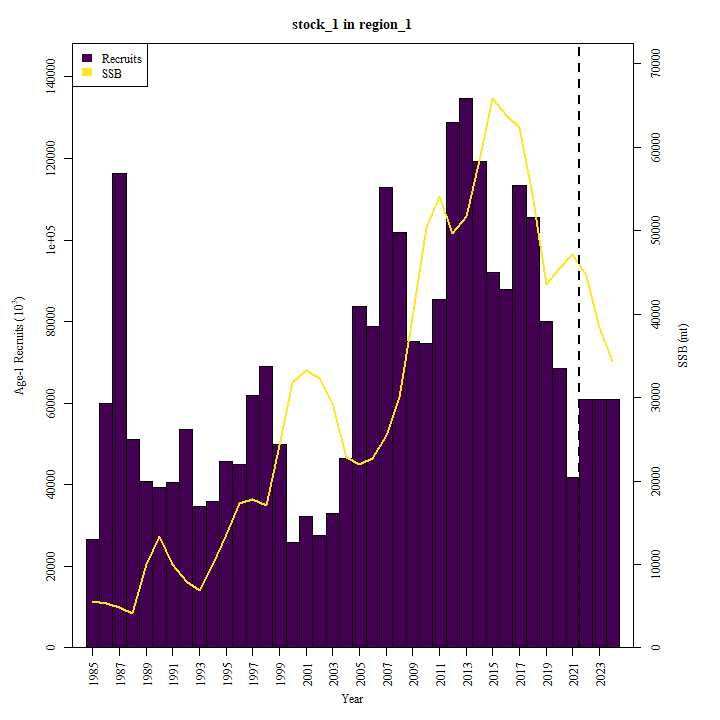 stock_1 in region_1
Recruits
SSB
Age-1 Recruits (10³)
0
20000
40000
60000
80000
1e+05
120000
140000
SSB (mt)
0
10000
20000
30000
40000
50000
60000
70000
1985 1987 1989 1991 1993 1995 1997 1999 2001 2003 2005 2007 2009 2011 2013 2015 2017 2019 2021 2023
Year